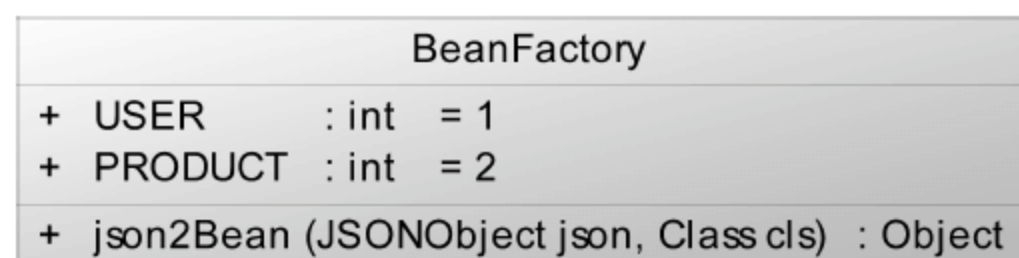 BeanFactory
+ USER : int = 1
+ PRODUCT : int = 2
+ json2Bean (JSONObject json, Class cls) : Object